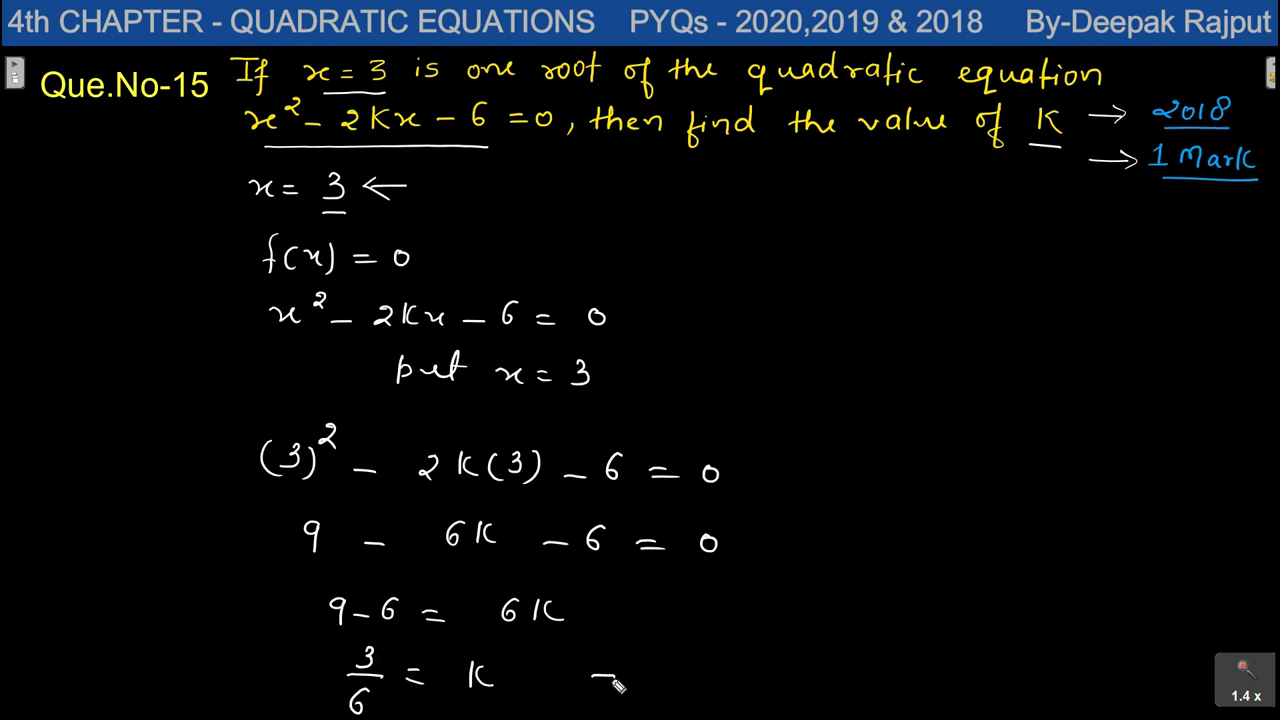 4th CHAPTER - QUADRATIC EQUATIONS PYQs - 2020,2019 & 2018 By-Deepak Rajput
Que.No-15 If x = 3 is one root of the quadratic equation
x² - 2Kx - 6 = 0, then find the value of K → 2018
→ 1 Mark
x = 3 ←
f(x) = 0
x² - 2Kx - 6 = 0
put x = 3
(3)² - 2K(3) - 6 = 0
9 - 6K - 6 = 0
9 - 6 = 6K
3/6 = K
1.4 x